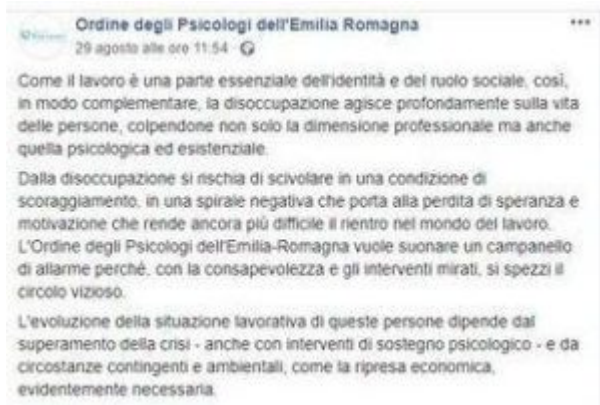 Ordine degli Psicologi dell'Emilia Romagna
29 agosto alle ore 11:54
Come il lavoro è una parte essenziale dell'identità e del ruolo sociale, così,
in modo complementare, la disoccupazione agisce profondamente sulla vita
delle persone, colpendone non solo la dimensione professionale ma anche
quella psicologica ed esistenziale.
Dalla disoccupazione si rischia di scivolare in una condizione di
scoraggiamento, in una spirale negativa che porta alla perdita di speranza e
motivazione che rende ancora più difficile il rientro nel mondo del lavoro.
L'Ordine degli Psicologi dell'Emilia-Romagna vuole suonare un campanello
di allarme perché, con la consapevolezza e gli interventi mirati, si spezzi il
circolo vizioso.
L'evoluzione della situazione lavorativa di queste persone dipende dal
superamento della crisi - anche con interventi di sostegno psicologico - e da
circostanze contingenti e ambientali, come la ripresa economica,
evidentemente necessaria.